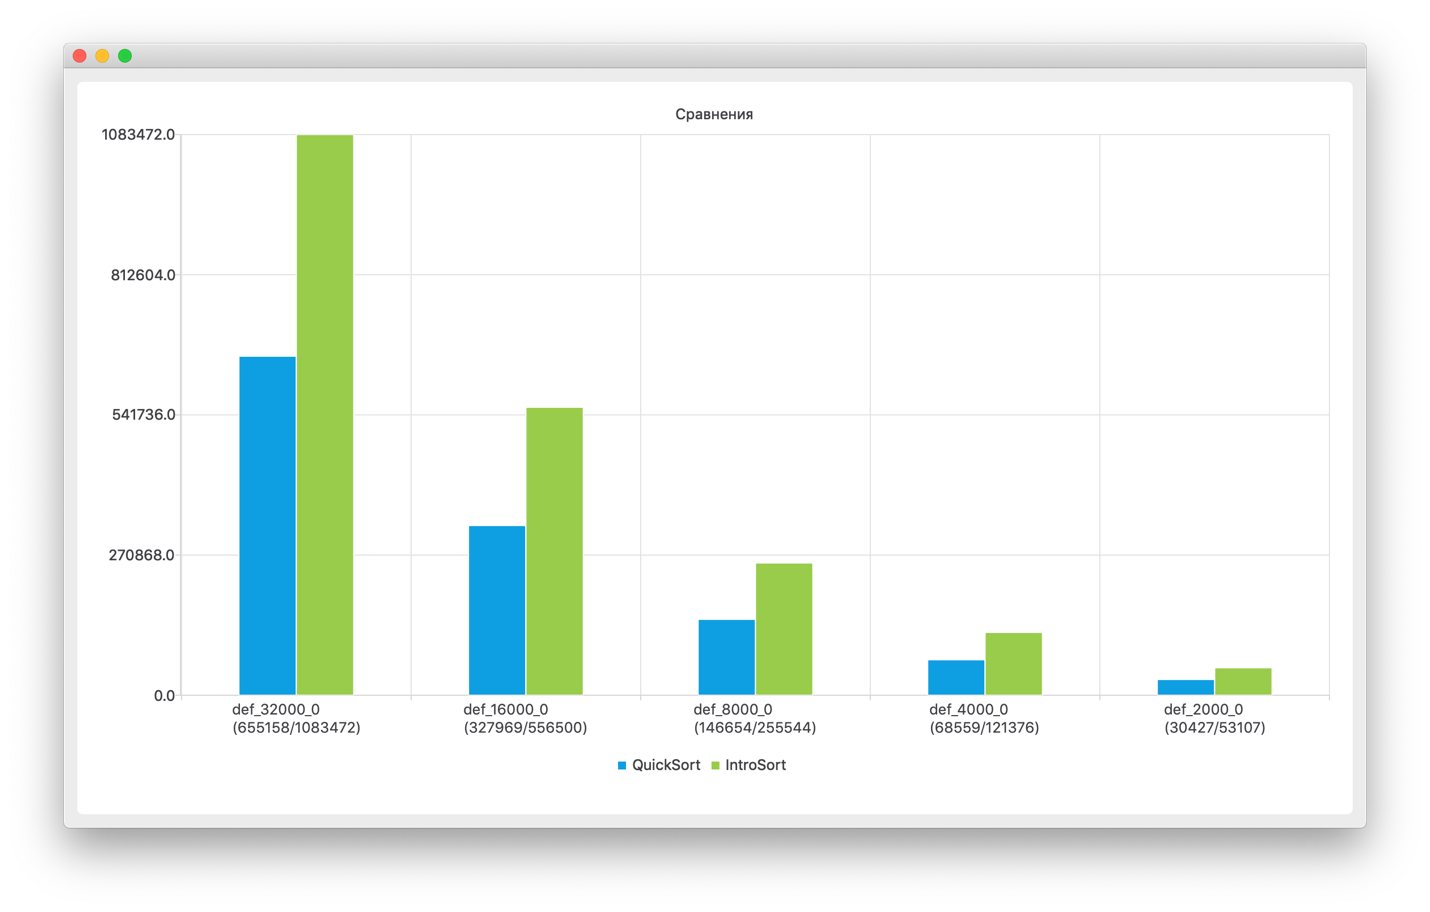 Сравнения
1083472.0
812604.0
541736.0
270868.0
0.0
def_32000_0
(655158/1083472)
def_16000_0
(327969/556500)
def_8000_0
(146654/255544)
def_4000_0
(68559/121376)
def_2000_0
(30427/53107)
QuickSort
IntroSort